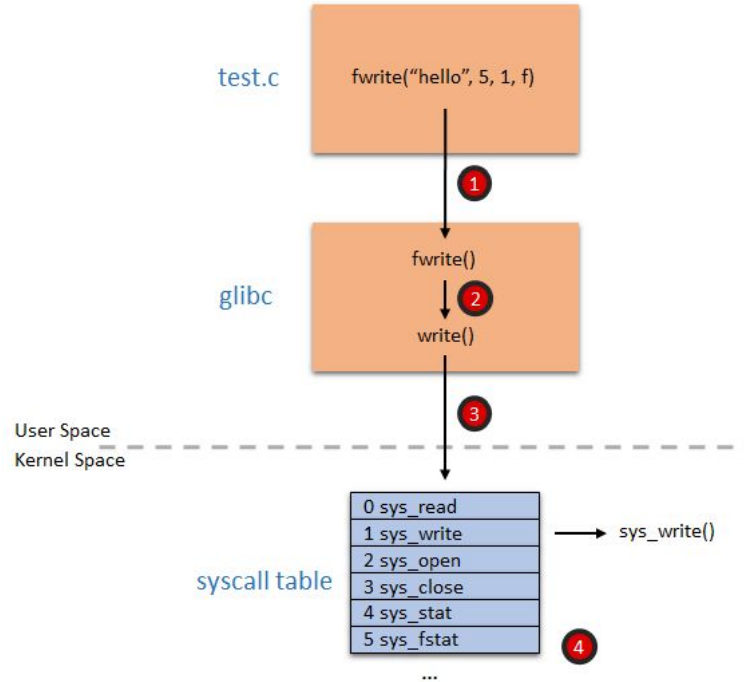 test.c
fwrite(“hello”, 5, 1, f)
1
fwrite()
glibc
2
write()
3
User Space
Kernel Space
0 sys_read
1 sys_write
sys_write()
2 sys_open
syscall table
3 sys_close
4 sys_stat
5 sys_fstat
4
...